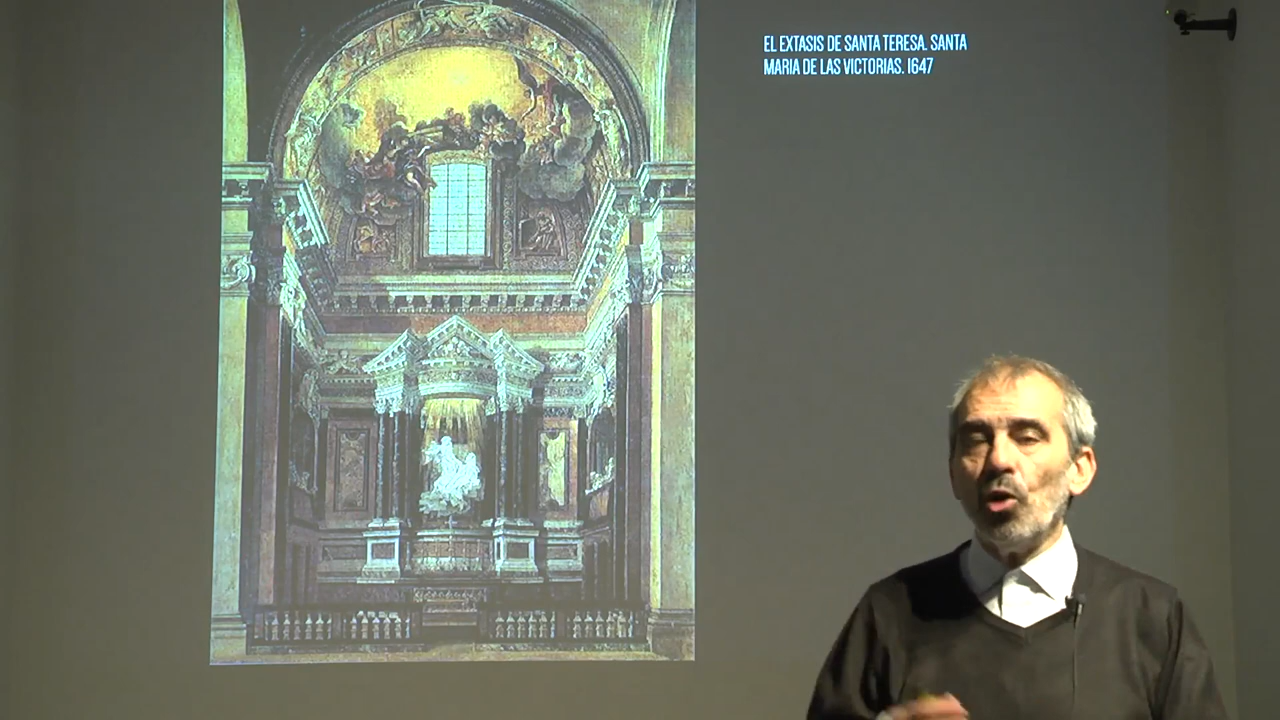 EL EXTASIS DE SANTA TERESA. SANTA
MARIA DE LAS VICTORIAS. 1647